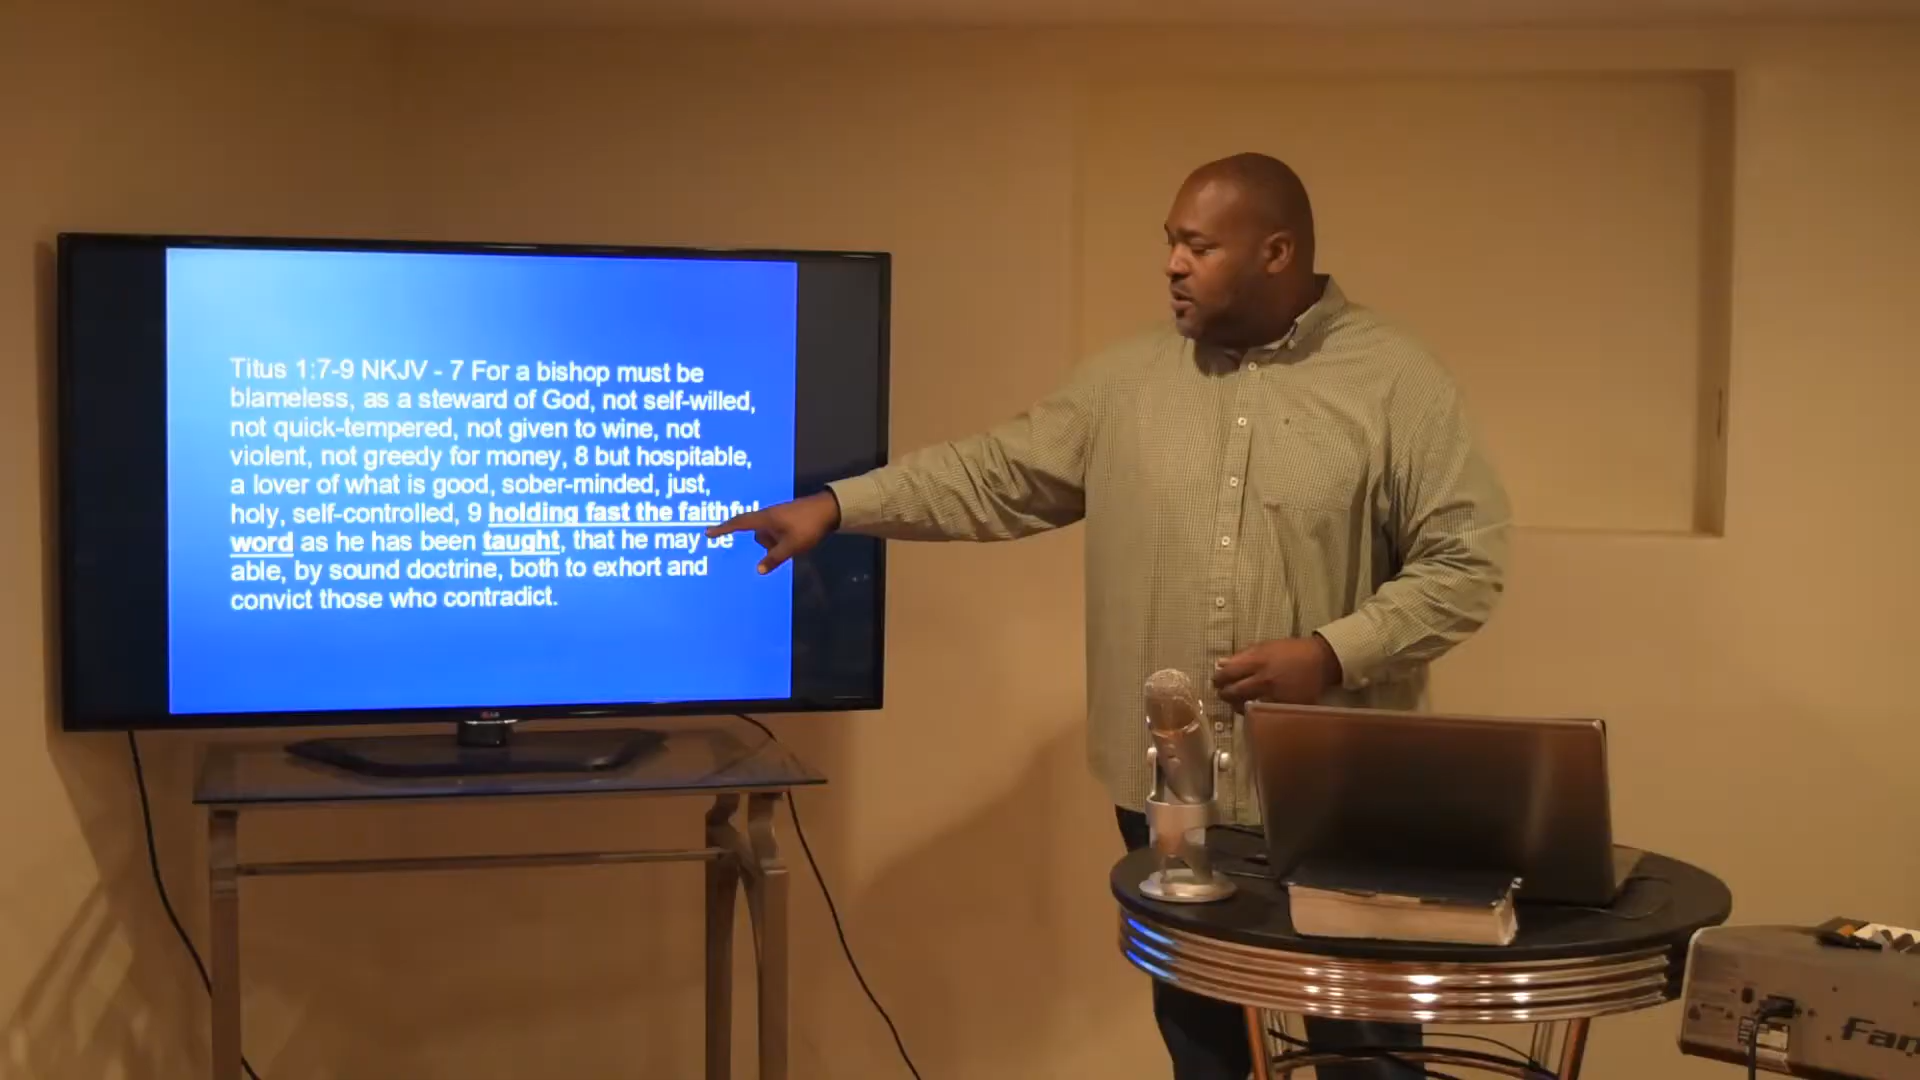 Titus 1:7-9 NKJV - 7 For a bishop must be
blameless, as a steward of God, not self-willed,
not quick-tempered, not given to wine, not
violent, not greedy for money, 8 but hospitable,
a lover of what is good, sober-minded, just,
holy, self-controlled, 9 holding fast the faithful
word as he has been taught, that he may be
able, by sound doctrine, both to exhort and
convict those who contradict.
LG
Fan